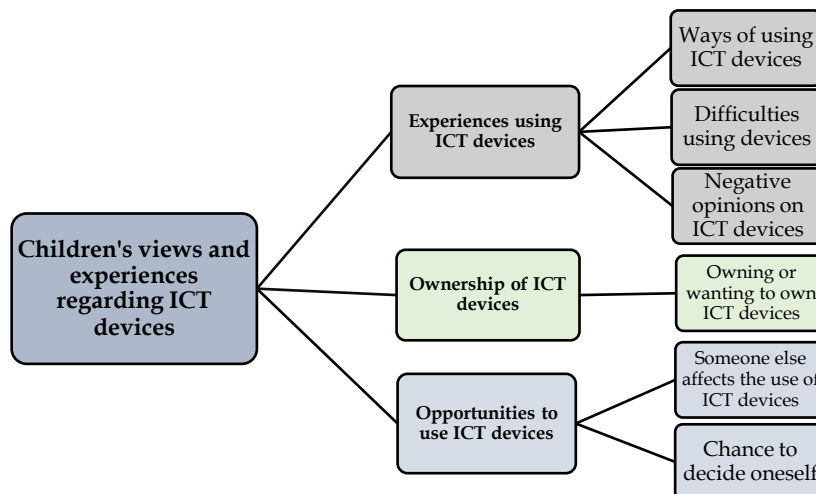 Children's views and
experiences
regarding ICT
devices
Experiences using
ICT devices
Ways of using
ICT devices
Difficulties
using devices
Negative
opinions on
ICT devices
Ownership of ICT
devices
Owning or
wanting to own
ICT devices
Opportunities to
use ICT devices
Someone else
affects the use of
ICT devices
Chance to
decide oneself